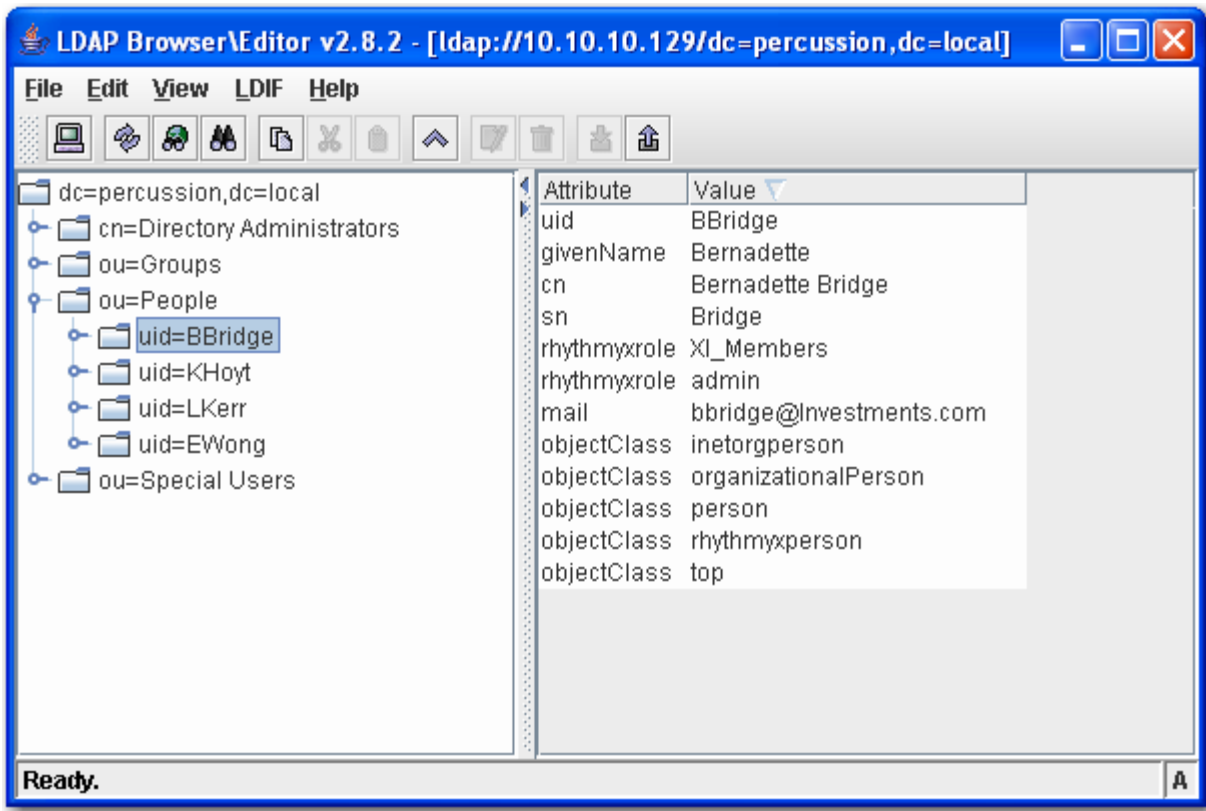 LDAP Browser\Editor v2.8.2 - [ldap://10.10.10.129/dc=percussion,dc=local]
File Edit View LDIF Help
dc=percussion,dc=local
cn=Directory Administrators
ou=Groups
ou=People
uid=BBridge
uid=KHoyt
uid=LKerr
uid=EWong
ou=Special Users
Attribute Value
uid BBridge
givenName Bernadette
cn Bernadette Bridge
sn Bridge
rhythmyxrole XI_Members
rhythmyxrole admin
mail bbridge@Investments.com
objectClass inetorgperson
objectClass organizationalPerson
objectClass person
objectClass rhythmyxperson
objectClass top
Ready. A